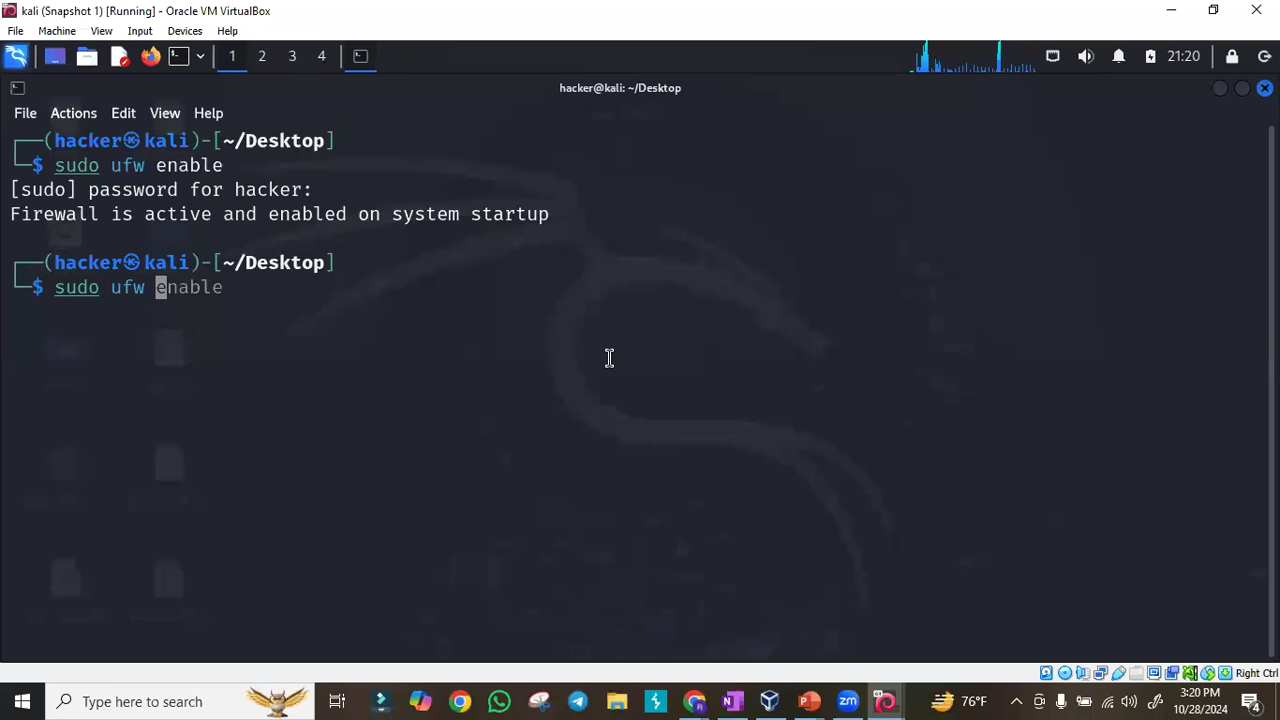 kali (Snapshot 1) [Running] - Oracle VM VirtualBox
File Machine View Input Devices Help
1 2 3 4 21:20
hacker@kali: ~/Desktop
File Actions Edit View Help
┌──(hacker㉿kali)-[~/Desktop]
└─$ sudo ufw enable
[sudo] password for hacker:
Firewall is active and enabled on system startup
┌──(hacker㉿kali)-[~/Desktop]
└─$ sudo ufw enable
Right Ctrl
Type here to search
zm
76°F
3:20 PM
10/28/2024
4